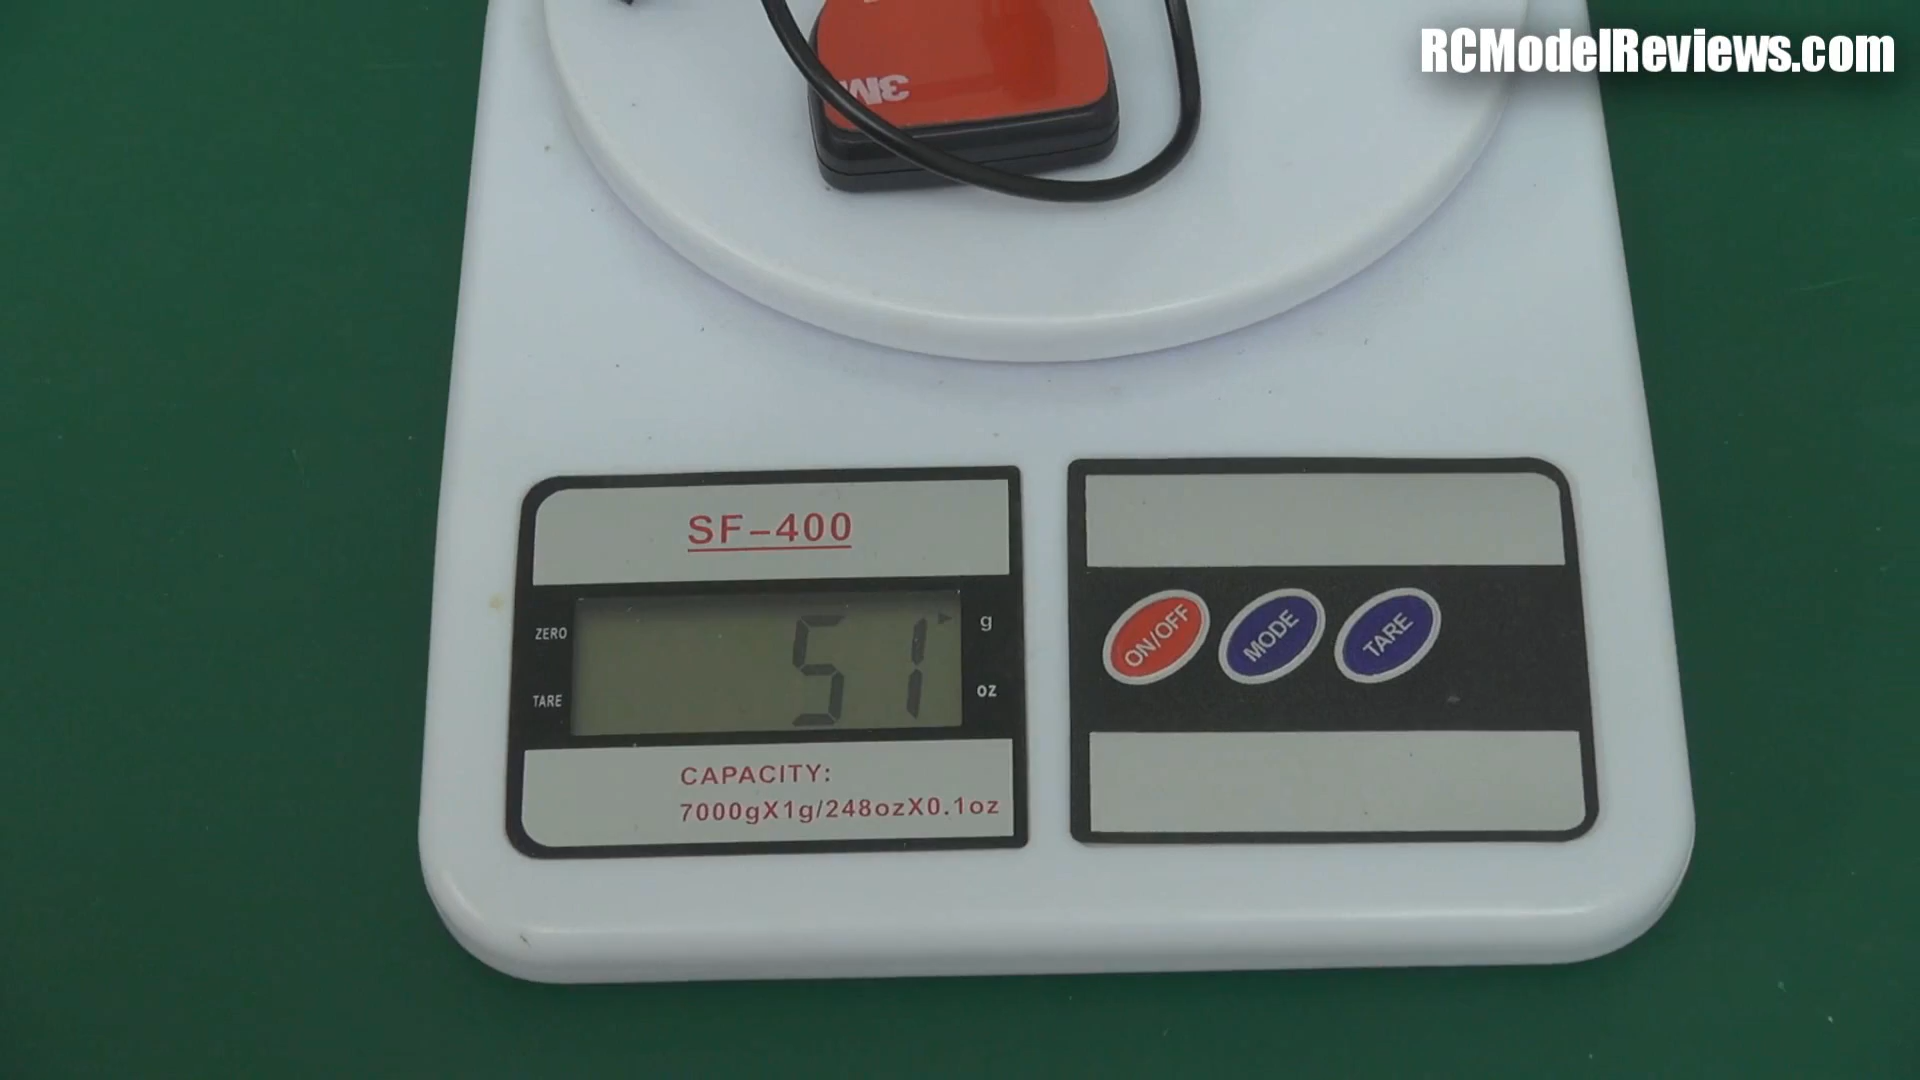 RCModelReviews.com
3M
SF-400
ZERO
51
g
TARE
oz
CAPACITY:
7000gX1g/248ozX0.1oz
ON/OFF
MODE
TARE